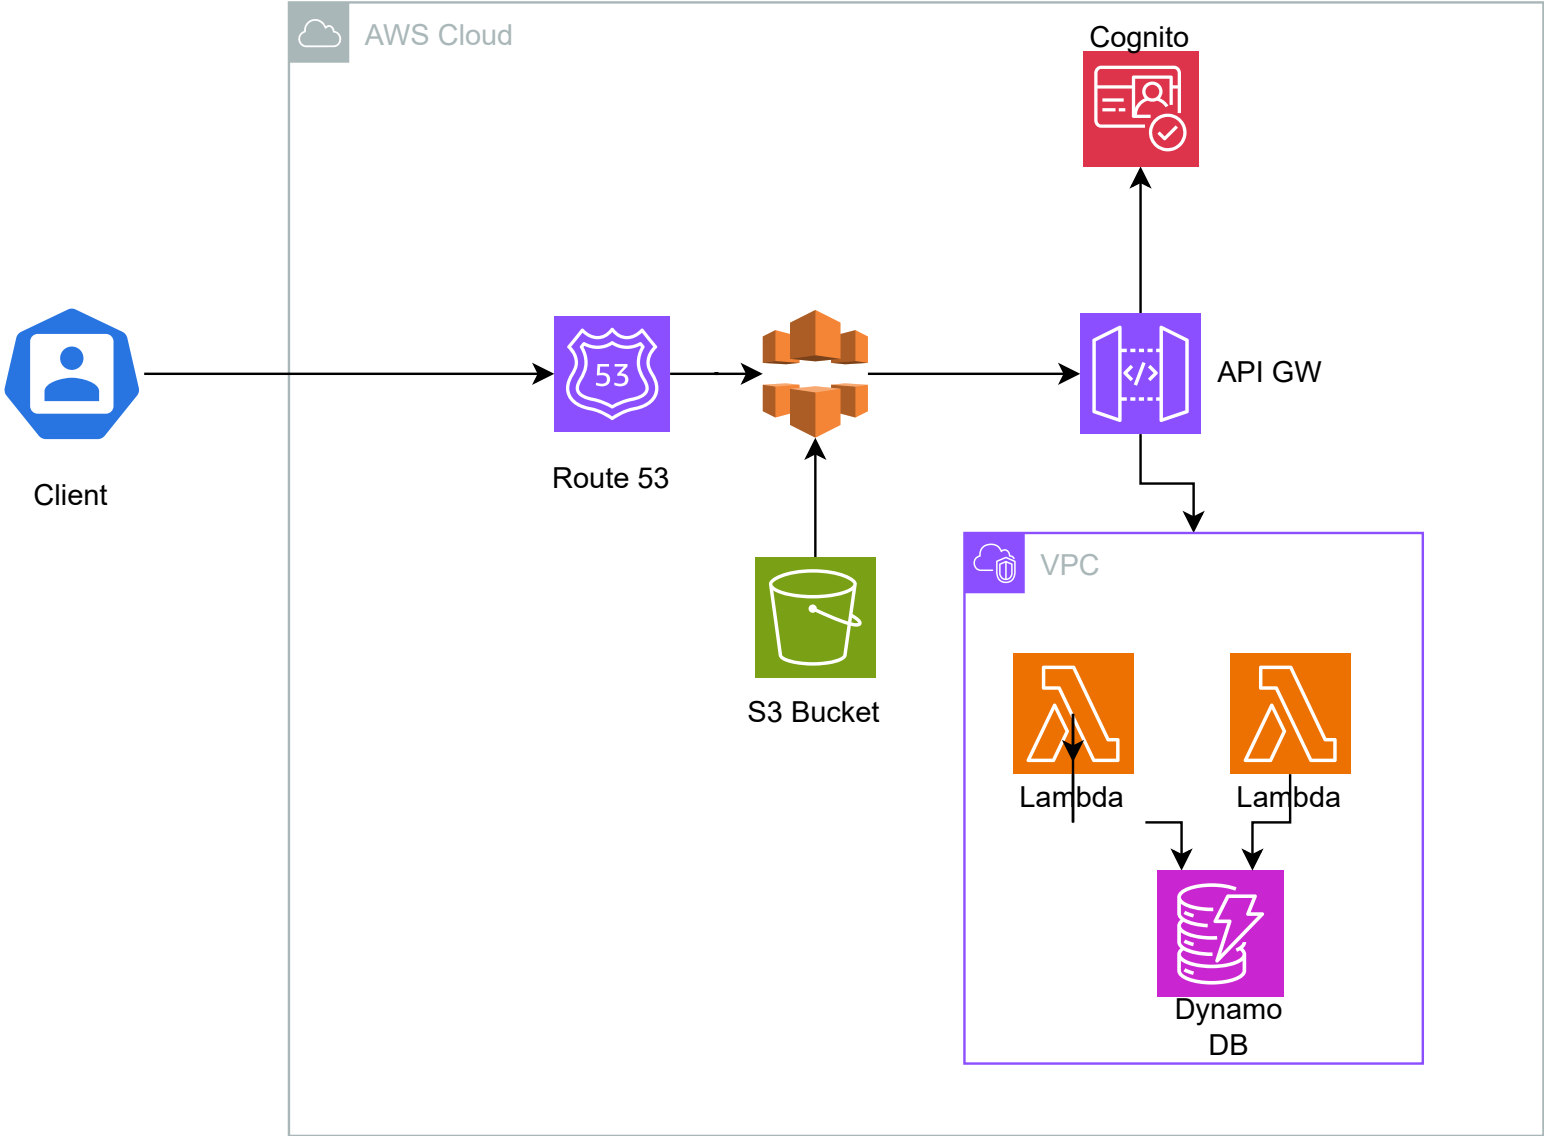 AWS Cloud
Cognito
53
API GW
</>
Route 53
Client
VPC
S3 Bucket
Lambda
Lambda
Dynamo
DB